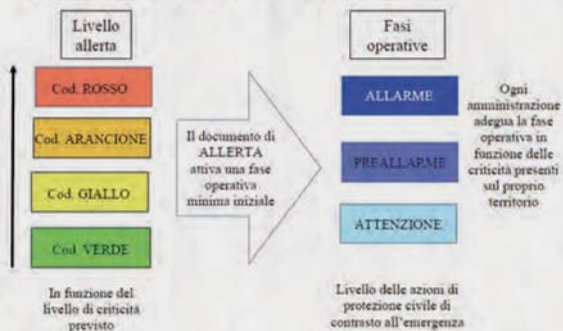 Livello
allerta
Cod. ROSSO
Cod. ARANCIONE
Cod. GIALLO
Cod. VERDE
In funzione del
livello di criticità
previsto
Il documento di
ALLERTA
attiva una fase
operativa
minima iniziale
Fasi
operative
ALLARME
PREALLARME
ATTENZIONE
Livello delle azioni di
protezione civile di
contrasto all'emergenza
Ogni
amministrazione
adegua la fase
operativa in
funzione delle
criticità presenti
sul proprio
territorio